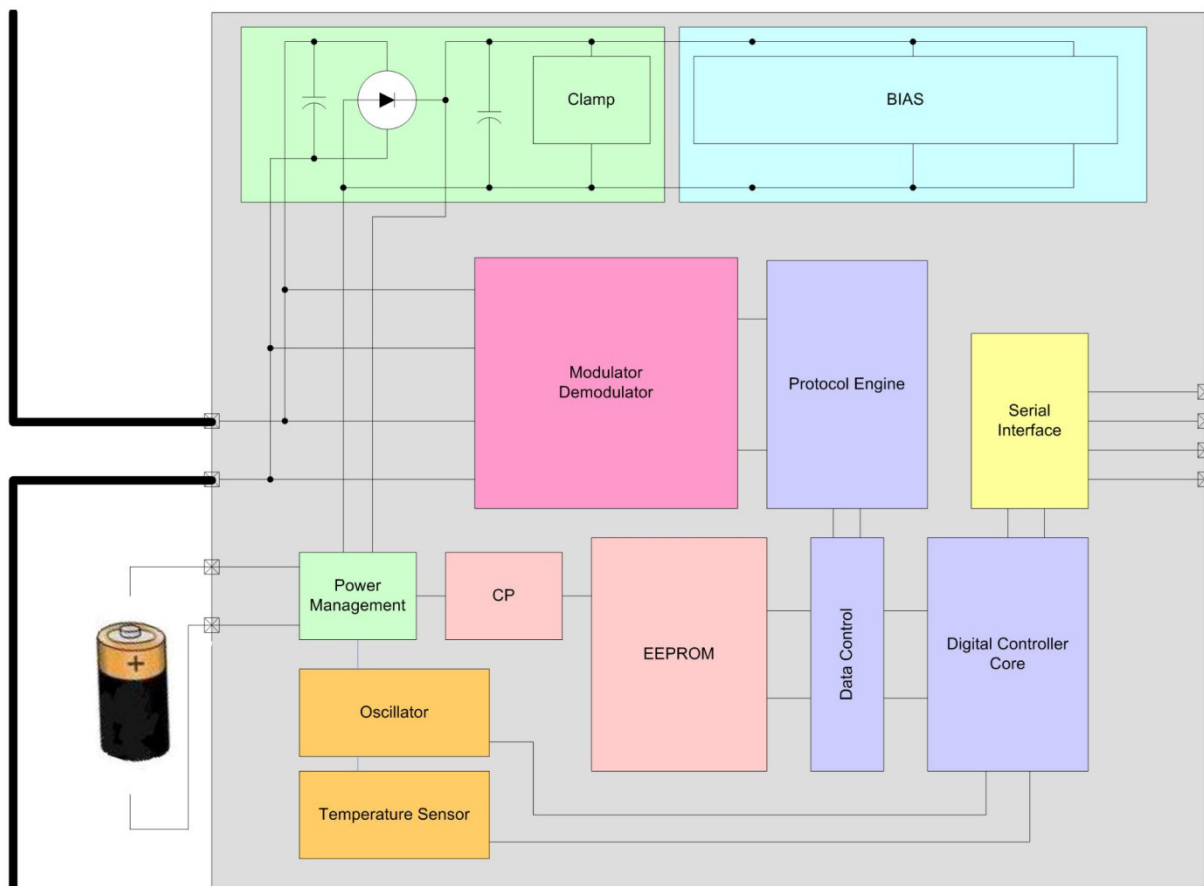 Clamp
BIAS
Modulator
Demodulator
Protocol Engine
Serial
Interface
Power
Management
CP
EEPROM
Data Control
Digital Controller
Core
Oscillator
Temperature Sensor
+